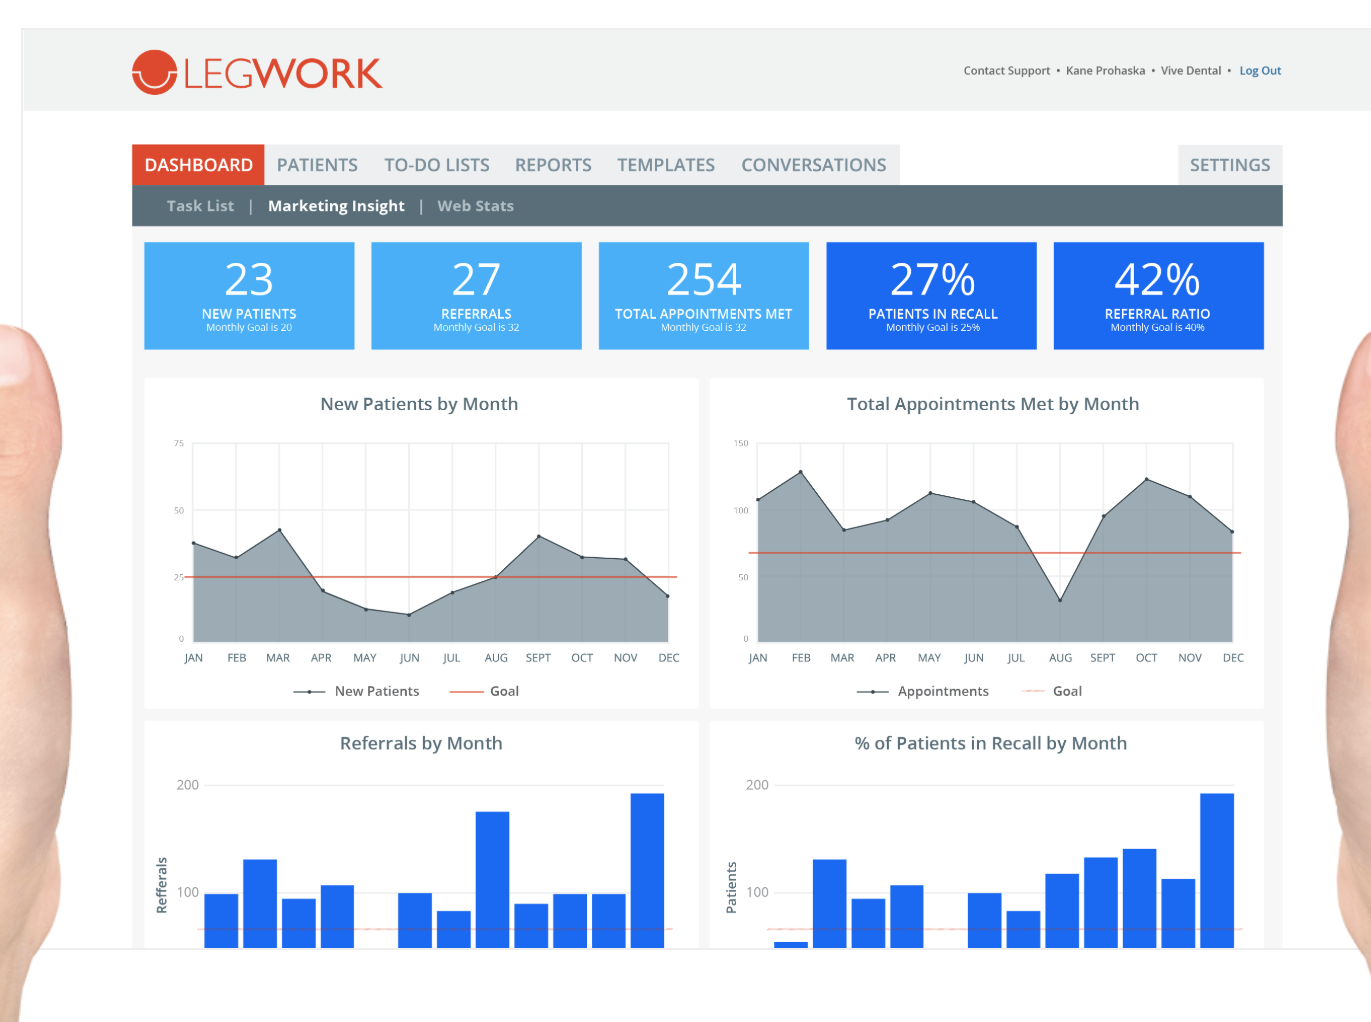 LEGWORK
Contact Support • Kane Prohaska • Vive Dental • Log Out
DASHBOARD PATIENTS TO-DO LISTS REPORTS TEMPLATES CONVERSATIONS SETTINGS
Task List | Marketing Insight | Web Stats
23
NEW PATIENTS
Monthly Goal is 20
27
REFERRALS
Monthly Goal is 32
254
TOTAL APPOINTMENTS MET
Monthly Goal is 32
27%
PATIENTS IN RECALL
Monthly Goal is 25%
42%
REFERRAL RATIO
Monthly Goal is 40%
New Patients by Month
75
50
25
0
JAN FEB MAR APR MAY JUN JUL AUG SEPT OCT NOV DEC
New Patients Goal
Total Appointments Met by Month
150
100
50
0
JAN FEB MAR APR MAY JUN JUL AUG SEPT OCT NOV DEC
Appointments Goal
Referrals by Month
200
100
Refferals
% of Patients in Recall by Month
200
100
Patients